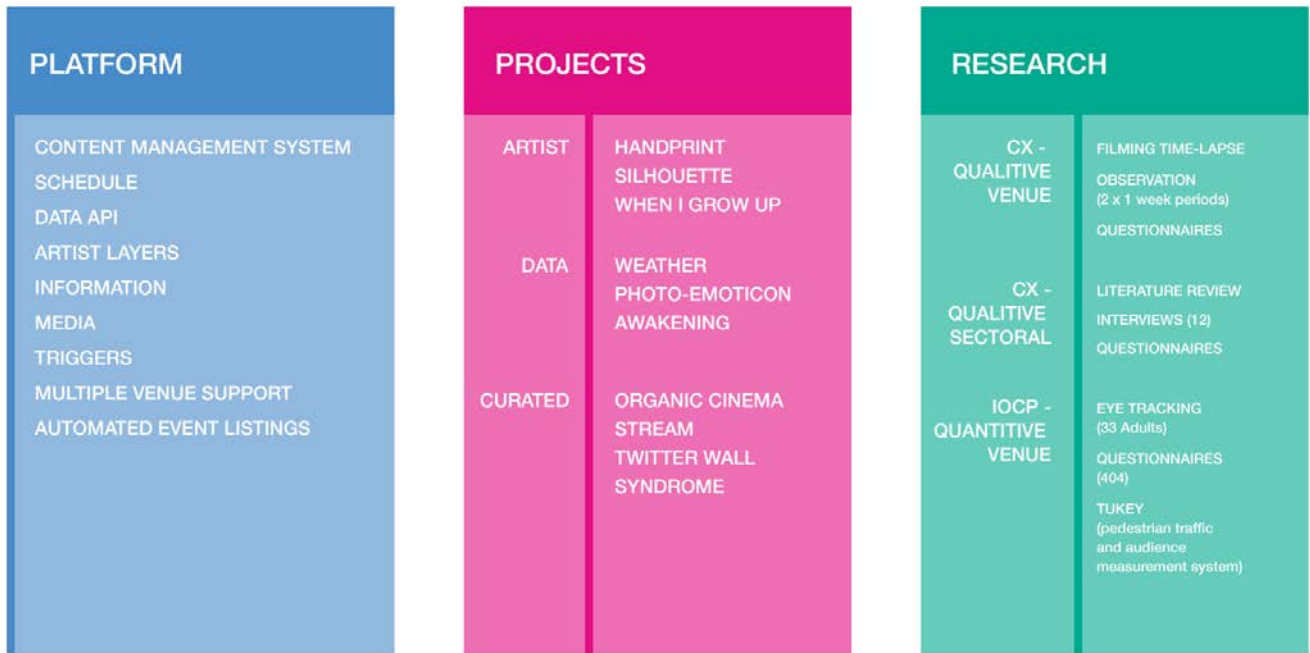 PLATFORM
CONTENT MANAGEMENT SYSTEM
SCHEDULE
DATA API
ARTIST LAYERS
INFORMATION
MEDIA
TRIGGERS
MULTIPLE VENUE SUPPORT
AUTOMATED EVENT LISTINGS
PROJECTS
ARTIST
HANDPRINT
SILHOUETTE
WHEN I GROW UP
DATA
WEATHER
PHOTO-EMOTICON
AWAKENING
CURATED
ORGANIC CINEMA
STREAM
TWITTER WALL
SYNDROME
RESEARCH
CX -
QUALITIVE
VENUE
FILMING TIME-LAPSE
OBSERVATION
(2 x 1 week periods)
QUESTIONNAIRES
CX -
QUALITIVE
SECTORAL
LITERATURE REVIEW
INTERVIEWS (12)
QUESTIONNAIRES
IOCP -
QUANTITIVE
VENUE
EYE TRACKING
(33 Adults)
QUESTIONNAIRES
(404)
TUKEY
(pedestrian traffic
and audience
measurement system)